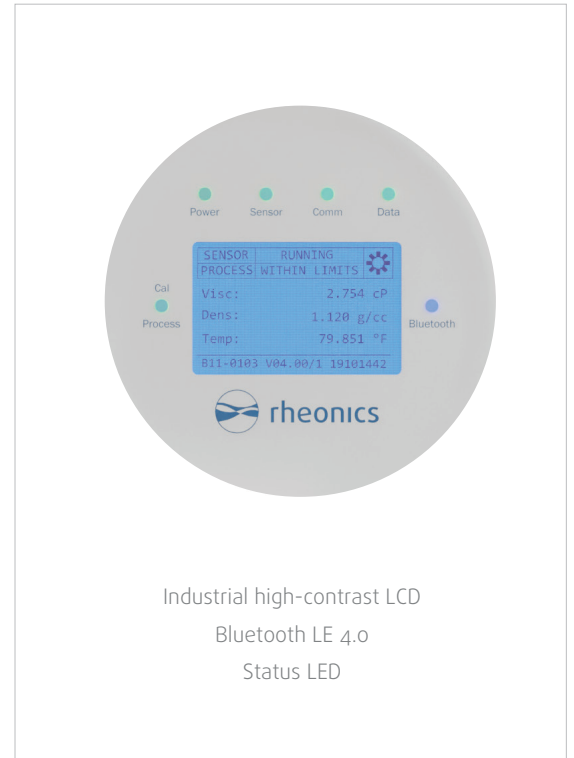 Power Sensor Comm Data
SENSOR RUNNING
PROCESS WITHIN LIMITS
Cal
Process
Visc: 2.754 cP
Dens: 1.120 g/cc
Temp: 79.851 °F
Bluetooth
B11-0103 V04.00/1 19101442
rheonics
Industrial high-contrast LCD
Bluetooth LE 4.0
Status LED